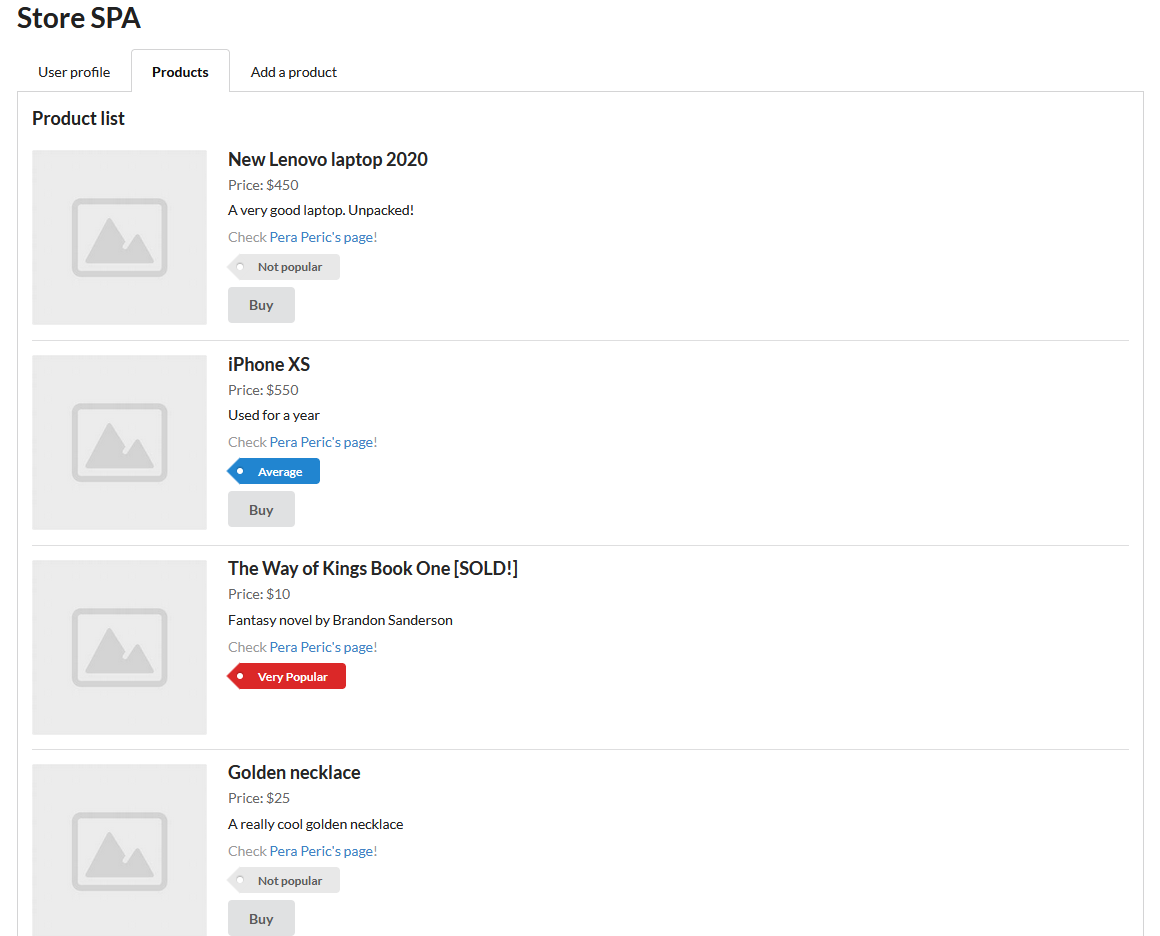 Store SPA
User profile Products Add a product
Product list
New Lenovo laptop 2020
Price: $450
A very good laptop. Unpacked!
Check Pera Peric's page!
Not popular
Buy
iPhone XS
Price: $550
Used for a year
Check Pera Peric's page!
Average
Buy
The Way of Kings Book One [SOLD!]
Price: $10
Fantasy novel by Brandon Sanderson
Check Pera Peric's page!
Very Popular
Golden necklace
Price: $25
A really cool golden necklace
Check Pera Peric's page!
Not popular
Buy